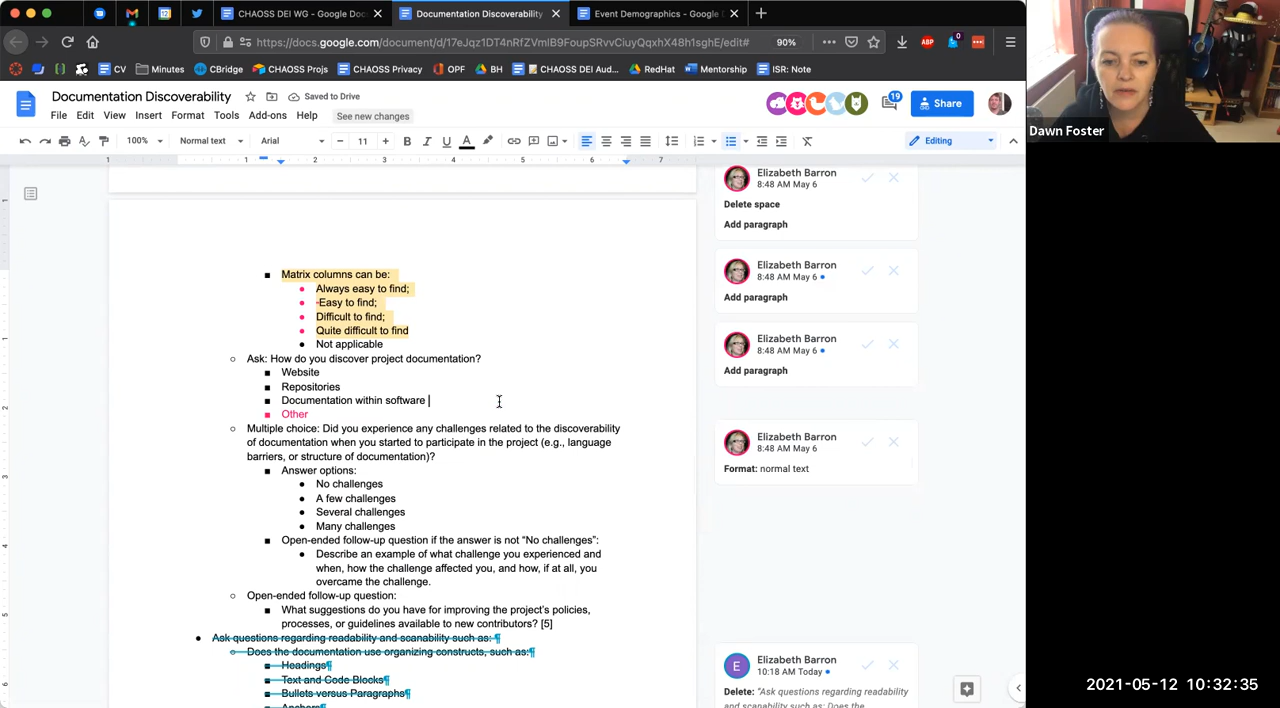 CHAOSS DEI WG - Google Doc
Documentation Discoverability
Event Demographics - Google D
https://docs.google.com/document/d/17eJqz1DT4nRfZVmlB9FoupSRvvCiuyQqxhX48h1sghE/edit#
90%
ABP
0
CV
Minutes
CBridge
CHAOSS Projs
CHAOSS Privacy
OPF
BH
CHAOSS DEI Aud...
RedHat
Mentorship
ISR: Note
Documentation Discoverability
Saved to Drive
File Edit View Insert Format Tools Add-ons Help
See new changes
19
Share
100%
Normal text
Arial
11
Editing
1 1 2 3 4 5 6 7
Matrix columns can be:
Always easy to find;
Easy to find;
Difficult to find;
Quite difficult to find
Not applicable
Ask: How do you discover project documentation?
Website
Repositories
Documentation within software
Other
Multiple choice: Did you experience any challenges related to the discoverability
of documentation when you started to participate in the project (e.g., language
barriers, or structure of documentation)?
Answer options:
No challenges
A few challenges
Several challenges
Many challenges
Open-ended follow-up question if the answer is not “No challenges”:
Describe an example of what challenge you experienced and
when, how the challenge affected you, and how, if at all, you
overcame the challenge.
Open-ended follow-up question:
What suggestions do you have for improving the project's policies,
processes, or guidelines available to new contributors? [5]
Ask questions regarding readability and scanability such as:¶
Does the documentation use organizing constructs, such as:¶
Headings¶
Text and Code Blocks¶
Bullets versus Paragraphs¶
Anchors
Elizabeth Barron
8:48 AM May 6
Delete space
Add paragraph
Elizabeth Barron
8:48 AM May 6
Add paragraph
Elizabeth Barron
8:48 AM May 6
Add paragraph
Elizabeth Barron
8:48 AM May 6
Format: normal text
E
Elizabeth Barron
10:18 AM Today
Delete: "Ask questions regarding readability
and scanability such as: Does the
Dawn Foster
2021-05-12 10:32:35